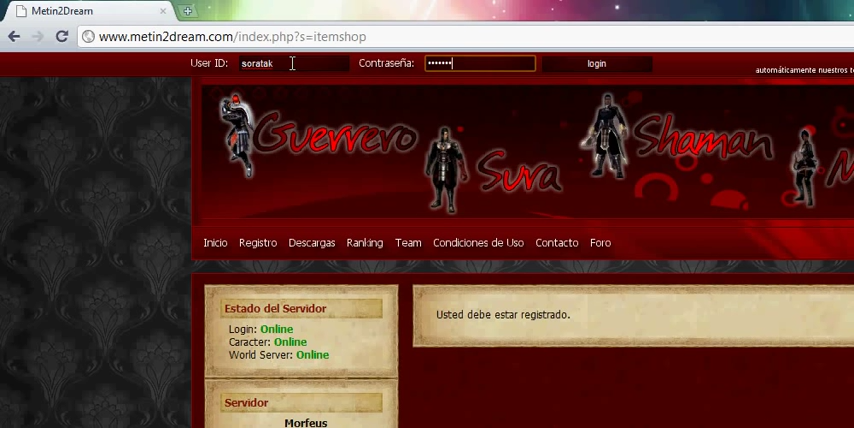 Metin2Dream
www.metin2dream.com/index.php?s=itemshop
User ID: soratak Contraseña: ••••••• login
automáticamente nuestros
Guerrero Sura Shaman
Inicio Registro Descargas Ranking Team Condiciones de Uso Contacto Foro
Estado del Servidor
Login: Online
Caracter: Online
World Server: Online
Usted debe estar registrado.
Servidor
Morfeus